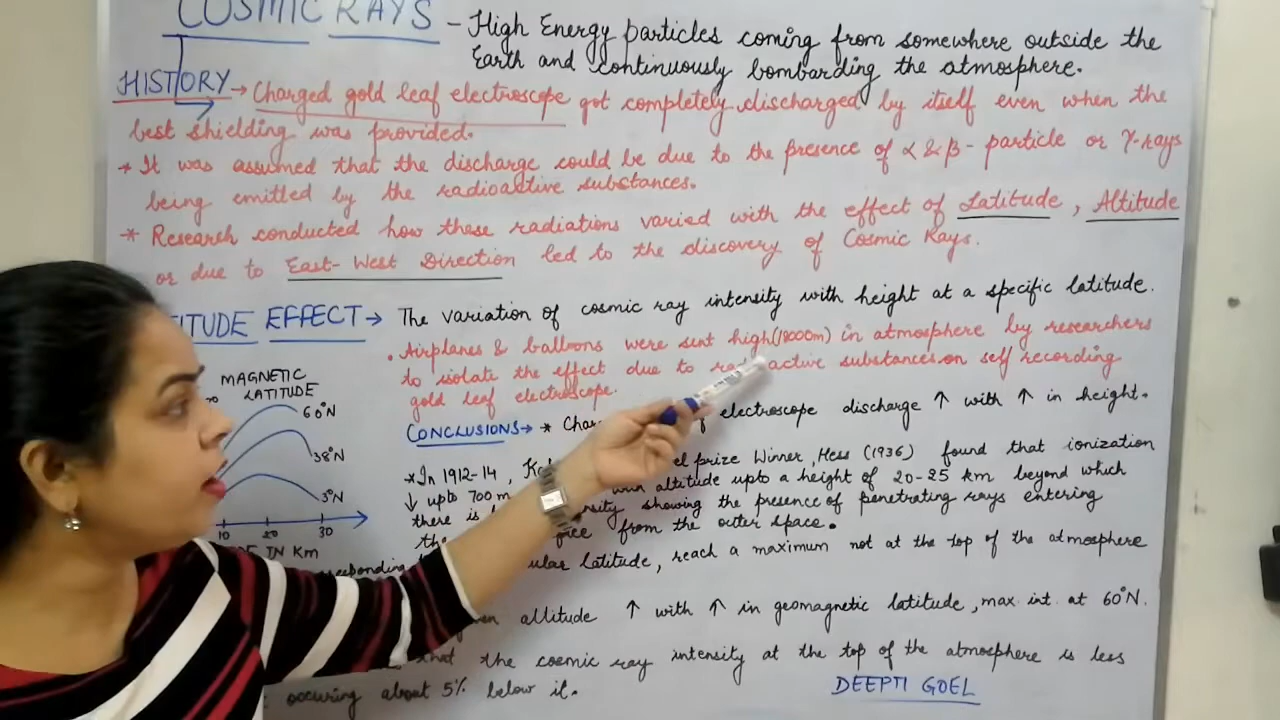 COSMIC RAYS - High Energy particles coming from somewhere outside the
Earth and continuously bombarding the atmosphere.
HISTORY → Charged gold leaf electroscope got completely discharged by itself even when the
best shielding was provided.
* It was assumed that the discharge could be due to the presence of α & β - particle or γ-rays
being emitted by the radioactive substances.
* Research conducted how these radiations varied with the effect of Latitude, Altitude
or due to East-West Direction led to the discovery of Cosmic Rays.
TITUDE EFFECT → The variation of cosmic ray intensity with height at a specific latitude.
• Airplanes & balloons were sent high (18000m) in atmosphere by researchers
to isolate the effect due to radioactive substances on self recording
gold leaf electroscope.
MAGNETIC
LATITUDE
60°N
38°N
3°N
10 20 30
IN Km
CONCLUSIONS → * electroscope discharge ↑ with ↑ in height.
* In 1912-14, prize Winner, Hess (1936) found that ionization
↓ upto 700 m altitude upto a height of 20-25 km beyond which
there is showing the presence of penetrating rays entering
the from the outer space.
latitude, reach a maximum not at the top of the atmosphere
altitude ↑ with ↑ in geomagnetic latitude, max. int. at 60°N.
that the cosmic ray intensity at the top of the atmosphere is less
occuring about 5% below it.
DEEPTI GOEL